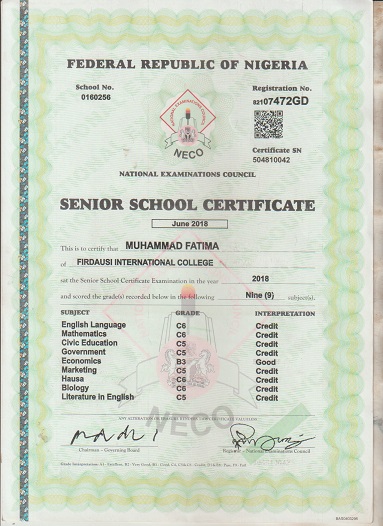 FEDERAL REPUBLIC OF NIGERIA
School No.
0160256
Registration No.
82107472GD
NECO
Certificate SN
504810042
NATIONAL EXAMINATIONS COUNCIL
SENIOR SCHOOL CERTIFICATE
June 2018
This is to certify that MUHAMMAD FATIMA
of FIRDAUSI INTERNATIONAL COLLEGE
sat the Senior School Certificate Examination in the year 2018
and scored the grade(s) recorded below in the following Nine (9) subject(s).
SUBJECT GRADE INTERPRETATION
English Language C6 Credit
Mathematics C6 Credit
Civic Education C5 Credit
Government C5 Credit
Economics B3 Good
Marketing C5 Credit
Hausa C6 Credit
Biology C6 Credit
Literature in English C5 Credit
NECO
Chairman - Governing Board
Registrar - National Examinations Council